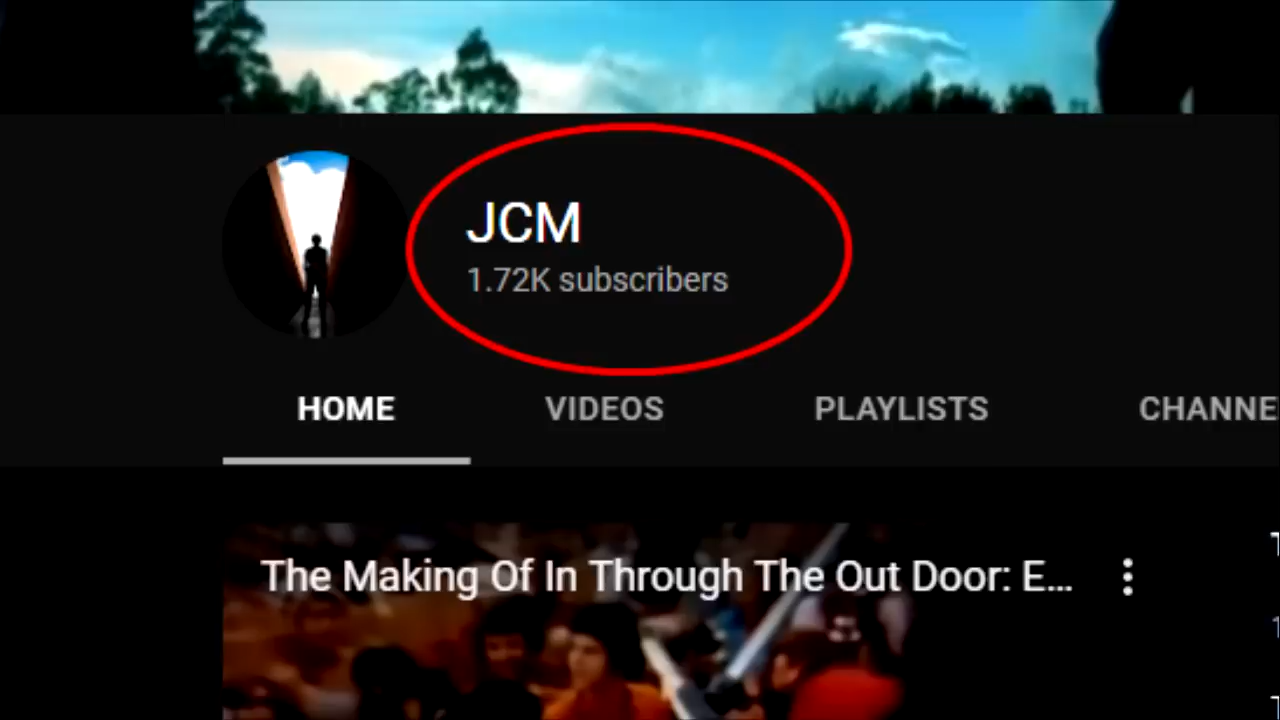 JCM
1.72K subscribers
HOME VIDEOS PLAYLISTS CHANNE
The Making Of In Through The Out Door: E...